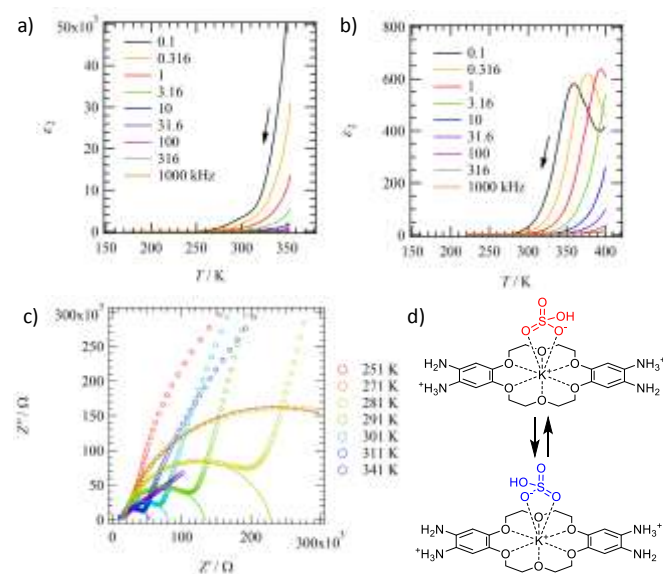 a)
50x10³
40
30
20
10
0
ε₂
0.1
0.316
1
3.16
10
31.6
100
316
1000 kHz
150 200 250 300 350
T / K
b)
800
600
400
200
0
ε₂
0.1
0.316
1
3.16
10
31.6
100
316
1000 kHz
150 200 250 300 350 400
T / K
c)
300x10³
250
200
150
100
50
0
Z'' / Ω
0 100 200 300x10³
Z' / Ω
251 K
271 K
281 K
291 K
301 K
311 K
341 K
d)
O
S OH
O O⁻
H₂N O O O NH₃⁺
K⁺
⁺H₃N O O O NH₂
O
HO S
O O
H₂N O O O NH₃⁺
K⁺
⁺H₃N O O O NH₂